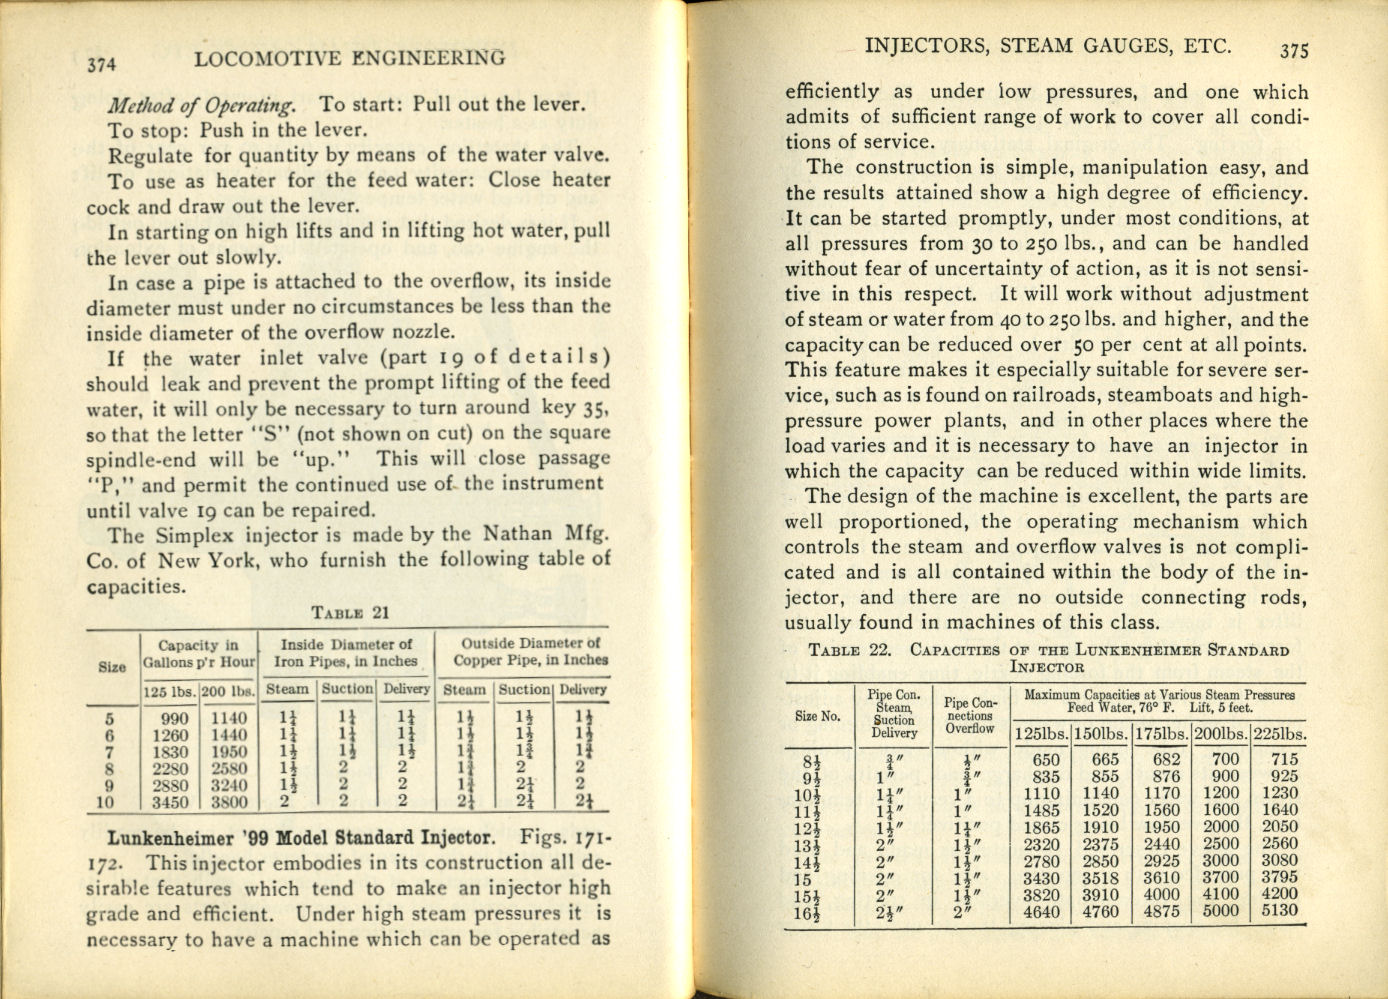 374 LOCOMOTIVE ENGINEERING
Method of Operating. To start: Pull out the lever.
To stop: Push in the lever.
Regulate for quantity by means of the water valve.
To use as heater for the feed water: Close heater
cock and draw out the lever.
In starting on high lifts and in lifting hot water, pull
the lever out slowly.
In case a pipe is attached to the overflow, its inside
diameter must under no circumstances be less than the
inside diameter of the overflow nozzle.
If the water inlet valve (part 19 of details)
should leak and prevent the prompt lifting of the feed
water, it will only be necessary to turn around key 35,
so that the letter "S" (not shown on cut) on the square
spindle-end will be "up." This will close passage
"P," and permit the continued use of the instrument
until valve 19 can be repaired.
The Simplex injector is made by the Nathan Mfg.
Co. of New York, who furnish the following table of
capacities.
TABLE 21
Size Capacity in Gallons p'r Hour Inside Diameter of Iron Pipes, in Inches Outside Diameter of Copper Pipe, in Inches
125 lbs. 200 lbs. Steam Suction Delivery Steam Suction Delivery
5 990 1140 1¼ 1¼ 1¼ 1½ 1½ 1½
6 1260 1440 1¼ 1¼ 1¼ 1½ 1½ 1½
7 1830 1950 1½ 1½ 1½ 1¾ 1¾ 1¾
8 2280 2580 1½ 2 2 1¾ 2 2
9 2880 3240 1½ 2 2 1¾ 2¼ 2
10 3450 3800 2 2 2 2¼ 2¼ 2¼
Lunkenheimer '99 Model Standard Injector. Figs. 171-
172. This injector embodies in its construction all de-
sirable features which tend to make an injector high
grade and efficient. Under high steam pressures it is
necessary to have a machine which can be operated as
INJECTORS, STEAM GAUGES, ETC. 375
efficiently as under low pressures, and one which
admits of sufficient range of work to cover all condi-
tions of service.
The construction is simple, manipulation easy, and
the results attained show a high degree of efficiency.
It can be started promptly, under most conditions, at
all pressures from 30 to 250 lbs., and can be handled
without fear of uncertainty of action, as it is not sensi-
tive in this respect. It will work without adjustment
of steam or water from 40 to 250 lbs. and higher, and the
capacity can be reduced over 50 per cent at all points.
This feature makes it especially suitable for severe ser-
vice, such as is found on railroads, steamboats and high-
pressure power plants, and in other places where the
load varies and it is necessary to have an injector in
which the capacity can be reduced within wide limits.
The design of the machine is excellent, the parts are
well proportioned, the operating mechanism which
controls the steam and overflow valves is not compli-
cated and is all contained within the body of the in-
jector, and there are no outside connecting rods,
usually found in machines of this class.
TABLE 22. CAPACITIES OF THE LUNKENHEIMER STANDARD
INJECTOR
Size No. Pipe Con. Steam, Suction Delivery Pipe Con- nections Overflow Maximum Capacities at Various Steam Pressures Feed Water, 76° F. Lift, 5 feet.
125lbs. 150lbs. 175lbs. 200lbs. 225lbs.
8½ ¾" ½" 650 665 682 700 715
9½ 1" ¾" 835 855 876 900 925
10½ 1¼" 1" 1110 1140 1170 1200 1230
11½ 1¼" 1" 1485 1520 1560 1600 1640
12½ 1½" 1¼" 1865 1910 1950 2000 2050
13½ 2" 1½" 2320 2375 2440 2500 2560
14½ 2" 1½" 2780 2850 2925 3000 3080
15 2" 1½" 3430 3518 3610 3700 3795
15½ 2" 1½" 3820 3910 4000 4100 4200
16½ 2½" 2" 4640 4760 4875 5000 5130